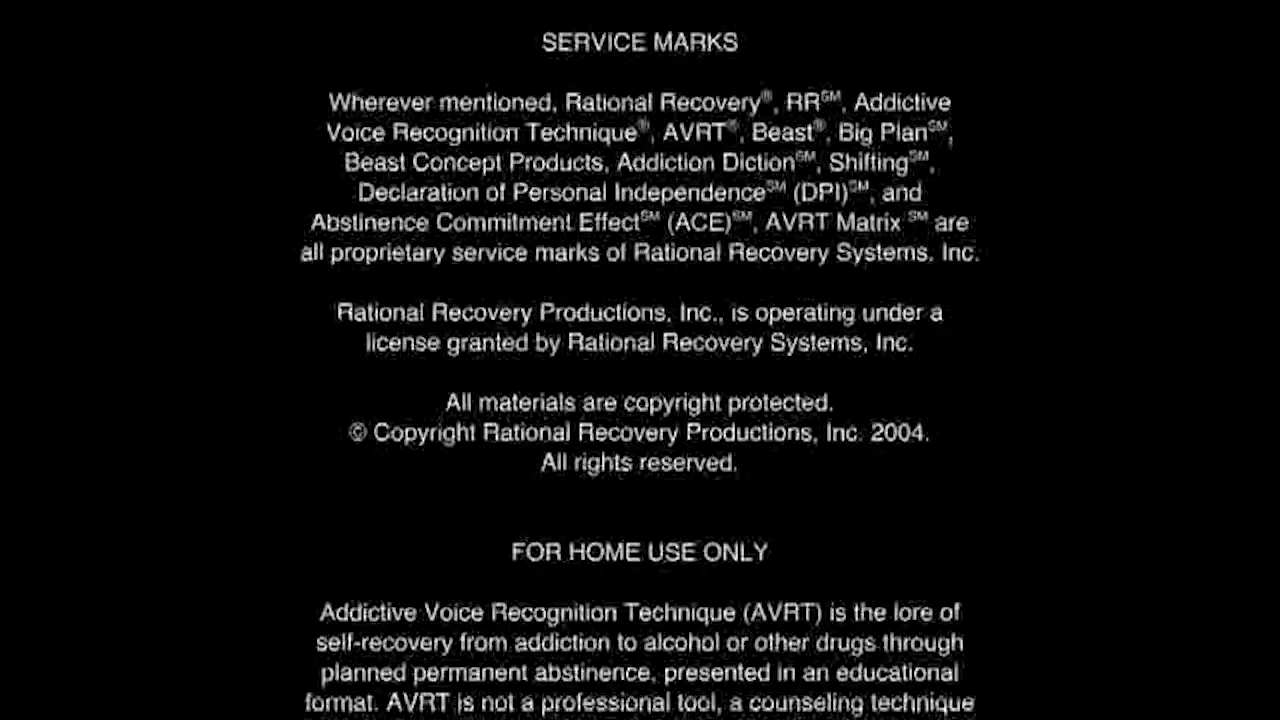 SERVICE MARKS
Wherever mentioned, Rational Recovery®, RR℠, Addictive
Voice Recognition Technique®, AVRT®, Beast®, Big Plan℠,
Beast Concept Products, Addiction Diction℠, Shifting℠,
Declaration of Personal Independence℠ (DPI)℠, and
Abstinence Commitment Effect℠ (ACE)℠, AVRT Matrix ℠ are
all proprietary service marks of Rational Recovery Systems, Inc.
Rational Recovery Productions, Inc., is operating under a
license granted by Rational Recovery Systems, Inc.
All materials are copyright protected.
© Copyright Rational Recovery Productions, Inc. 2004.
All rights reserved.
FOR HOME USE ONLY
Addictive Voice Recognition Technique (AVRT) is the lore of
self-recovery from addiction to alcohol or other drugs through
planned permanent abstinence, presented in an educational
format. AVRT is not a professional tool, a counseling technique